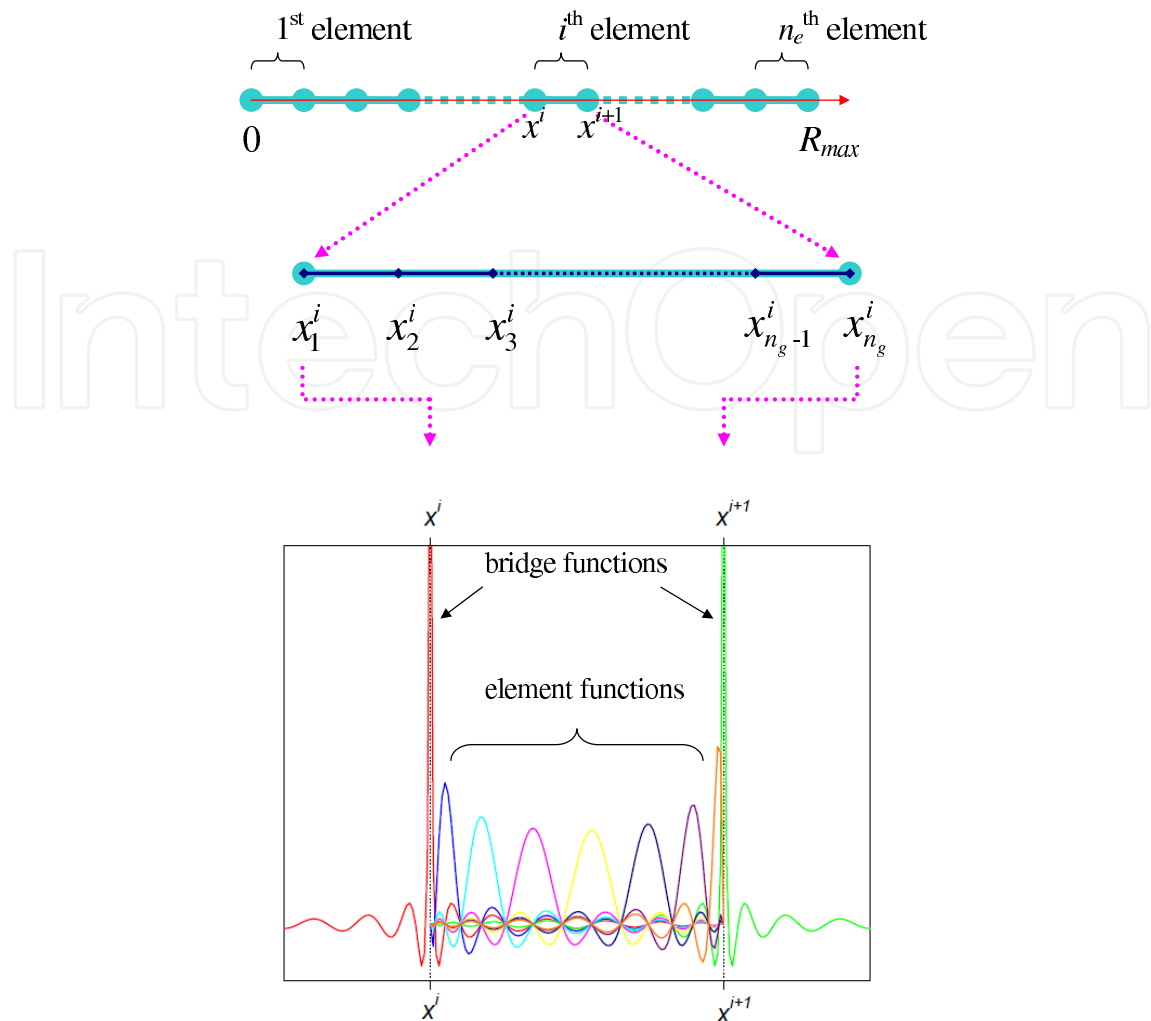 1st element ith element neth element
0 xi xi+1 Rmax
IntechOpen
xi1 xi2 xi3 xing-1 xing
xi xi+1
bridge functions
element functions
xi xi+1